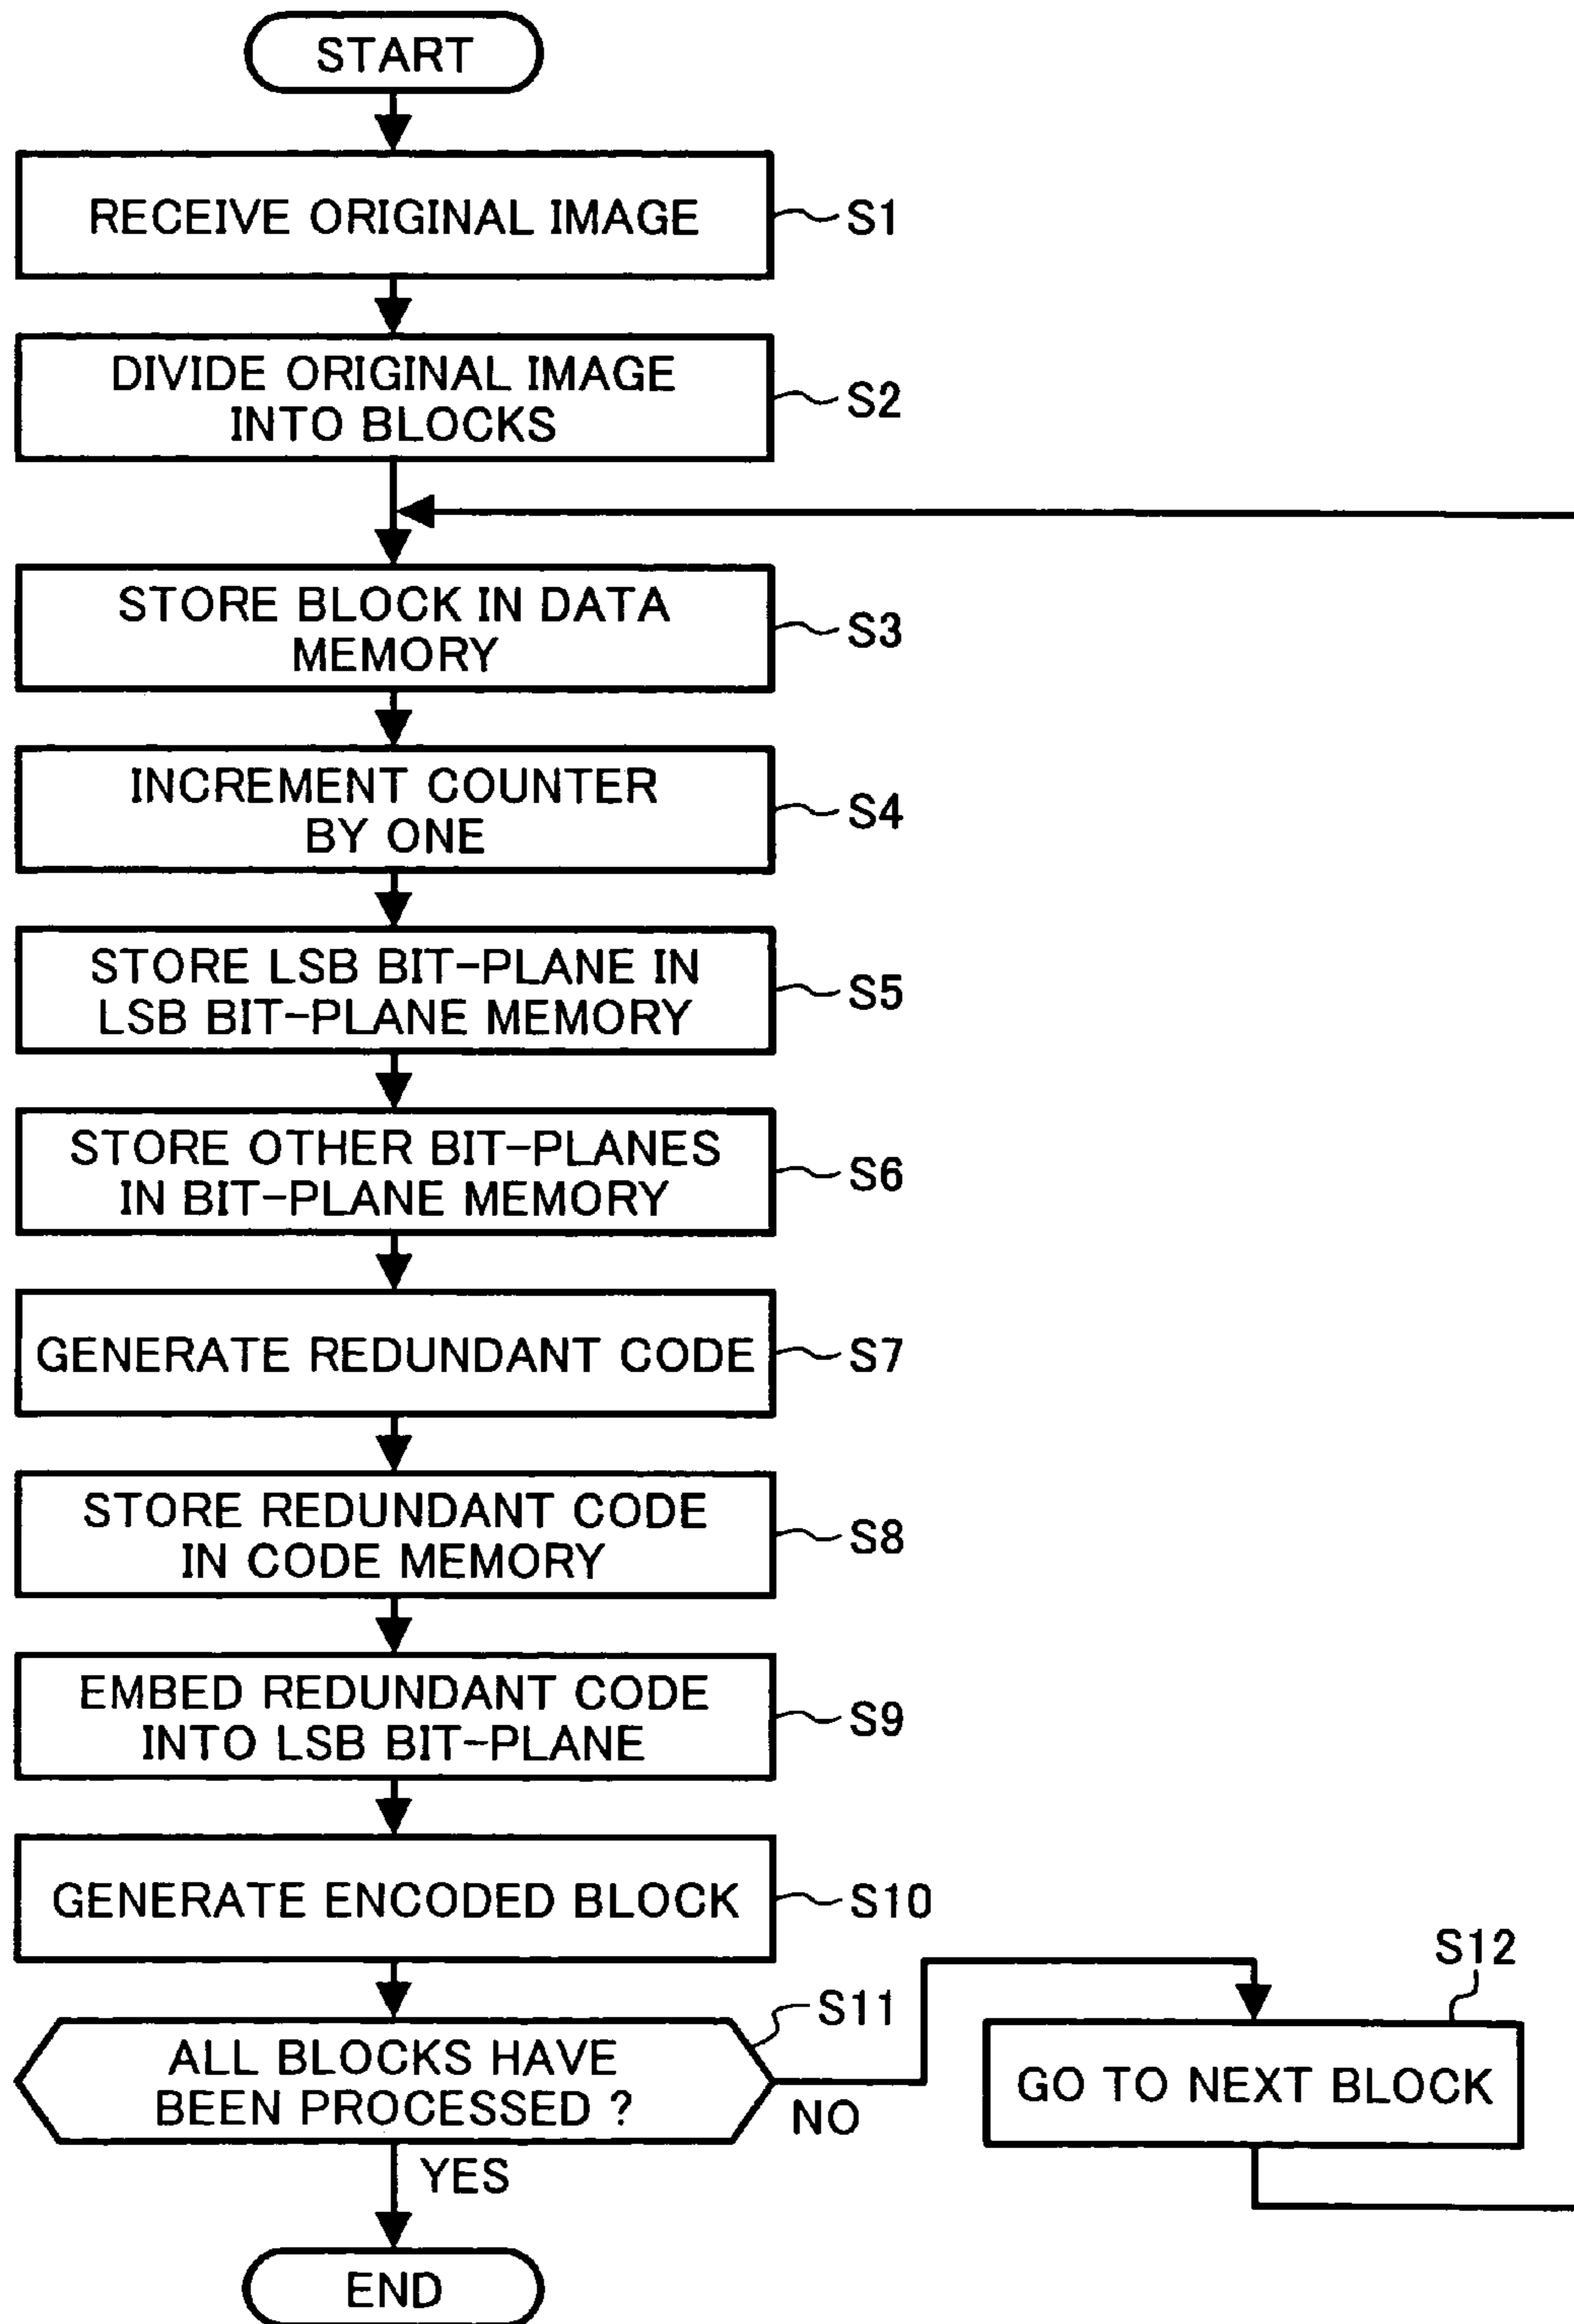 START
RECEIVE ORIGINAL IMAGE
S1
DIVIDE ORIGINAL IMAGE
INTO BLOCKS
S2
STORE BLOCK IN DATA
MEMORY
S3
INCREMENT COUNTER
BY ONE
S4
STORE LSB BIT-PLANE IN
LSB BIT-PLANE MEMORY
S5
STORE OTHER BIT-PLANES
IN BIT-PLANE MEMORY
S6
GENERATE REDUNDANT CODE
S7
STORE REDUNDANT CODE
IN CODE MEMORY
S8
EMBED REDUNDANT CODE
INTO LSB BIT-PLANE
S9
GENERATE ENCODED BLOCK
S10
ALL BLOCKS HAVE
BEEN PROCESSED ?
S11
NO
S12
GO TO NEXT BLOCK
YES
END